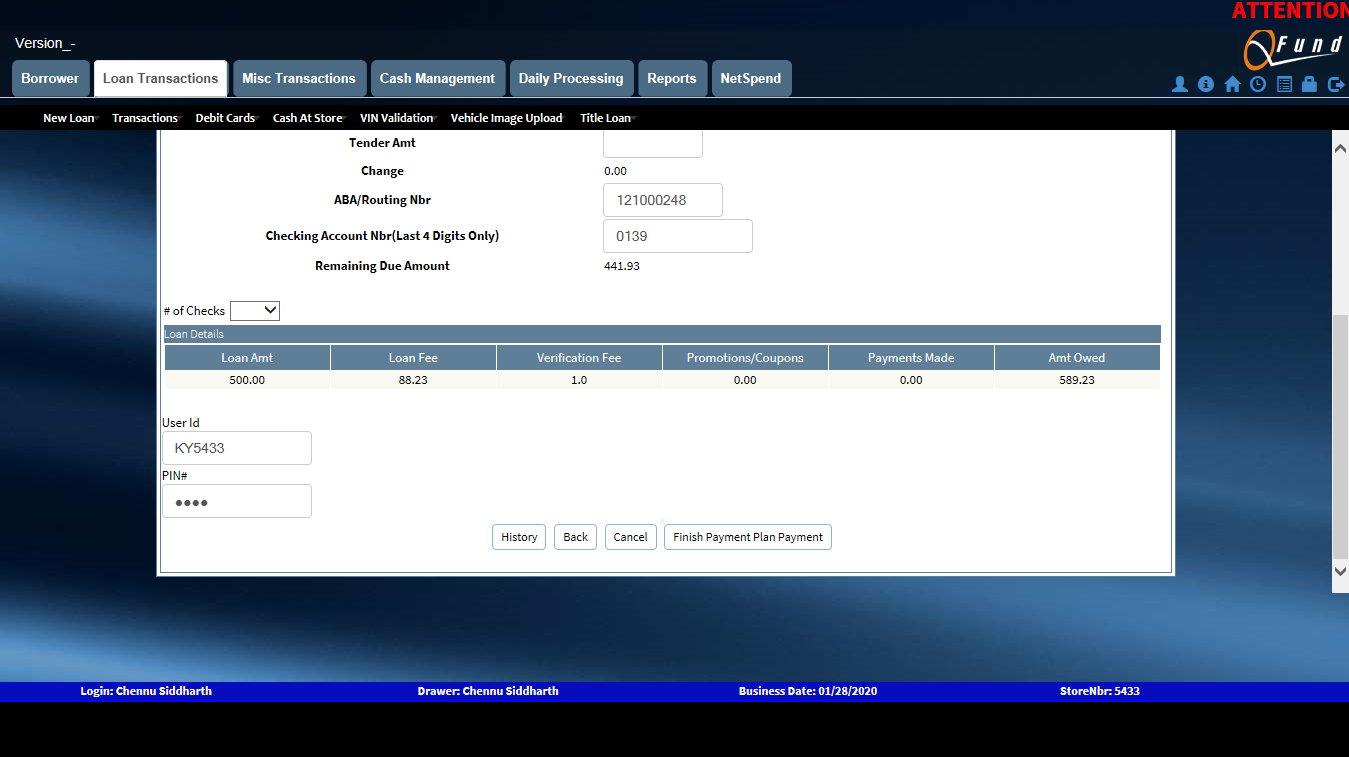 ATTENTION
Version_-
QFund
Borrower Loan Transactions Misc Transactions Cash Management Daily Processing Reports NetSpend
New Loan Transactions Debit Cards Cash At Store VIN Validation Vehicle Image Upload Title Loan
Tender Amt
Change 0.00
ABA/Routing Nbr 121000248
Checking Account Nbr(Last 4 Digits Only) 0139
Remaining Due Amount 441.93
# of Checks
Loan Details
Loan Amt Loan Fee Verification Fee Promotions/Coupons Payments Made Amt Owed
500.00 88.23 1.0 0.00 0.00 589.23
User Id
KY5433
PIN#
••••
History Back Cancel Finish Payment Plan Payment
Login: Chennu Siddharth Drawer: Chennu Siddharth Business Date: 01/28/2020 StoreNbr: 5433